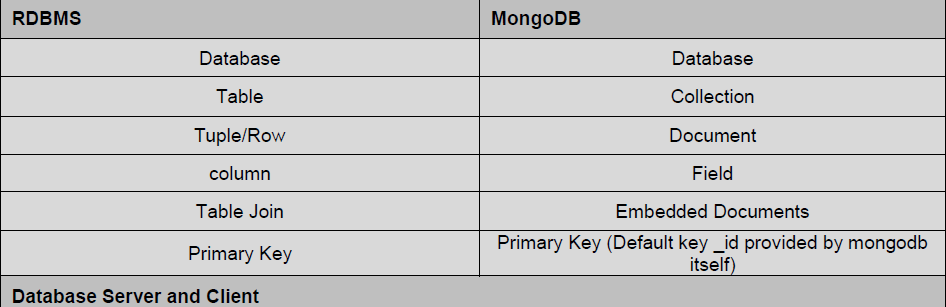 RDBMS MongoDB
Database Database
Table Collection
Tuple/Row Document
column Field
Table Join Embedded Documents
Primary Key Primary Key (Default key _id provided by mongodb
itself)
Database Server and Client